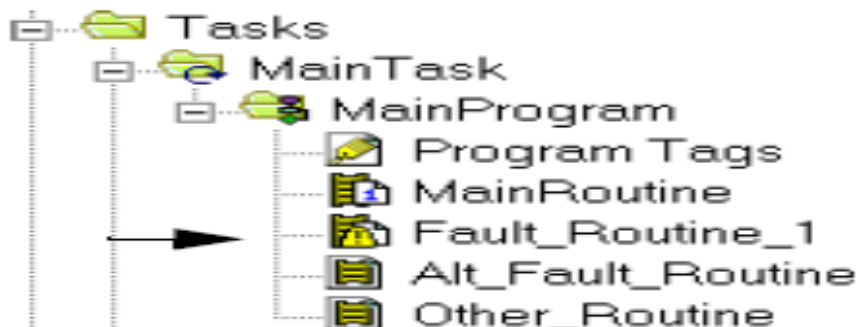 Tasks
MainTask
MainProgram
Program Tags
MainRoutine
Fault_Routine_1
Alt_Fault_Routine
Other_Routine